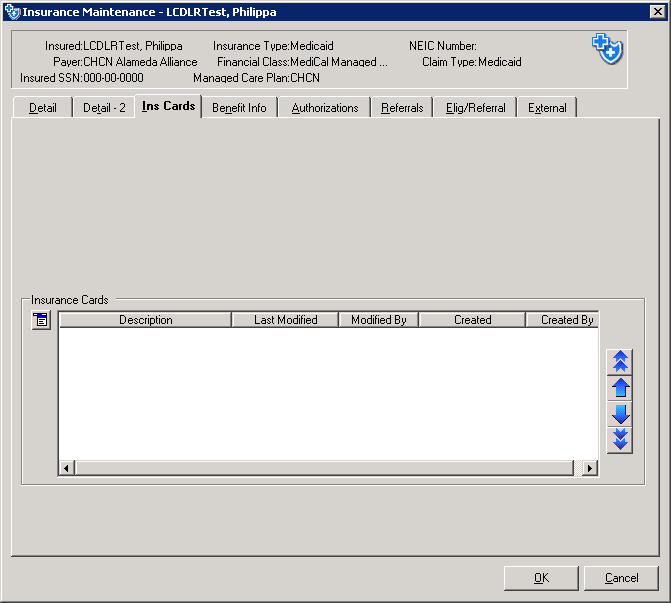 Insurance Maintenance - LCDLRTest, Philippa
Insured:LCDLRTest, Philippa Insurance Type:Medicaid NEIC Number:
Payer:CHCN Alameda Alliance Financial Class:MediCal Managed ... Claim Type:Medicaid
Insured SSN:000-00-0000 Managed Care Plan:CHCN
Detail Detail - 2 Ins Cards Benefit Info Authorizations Referrals Elig/Referral External
Insurance Cards
Description Last Modified Modified By Created Created By
OK Cancel